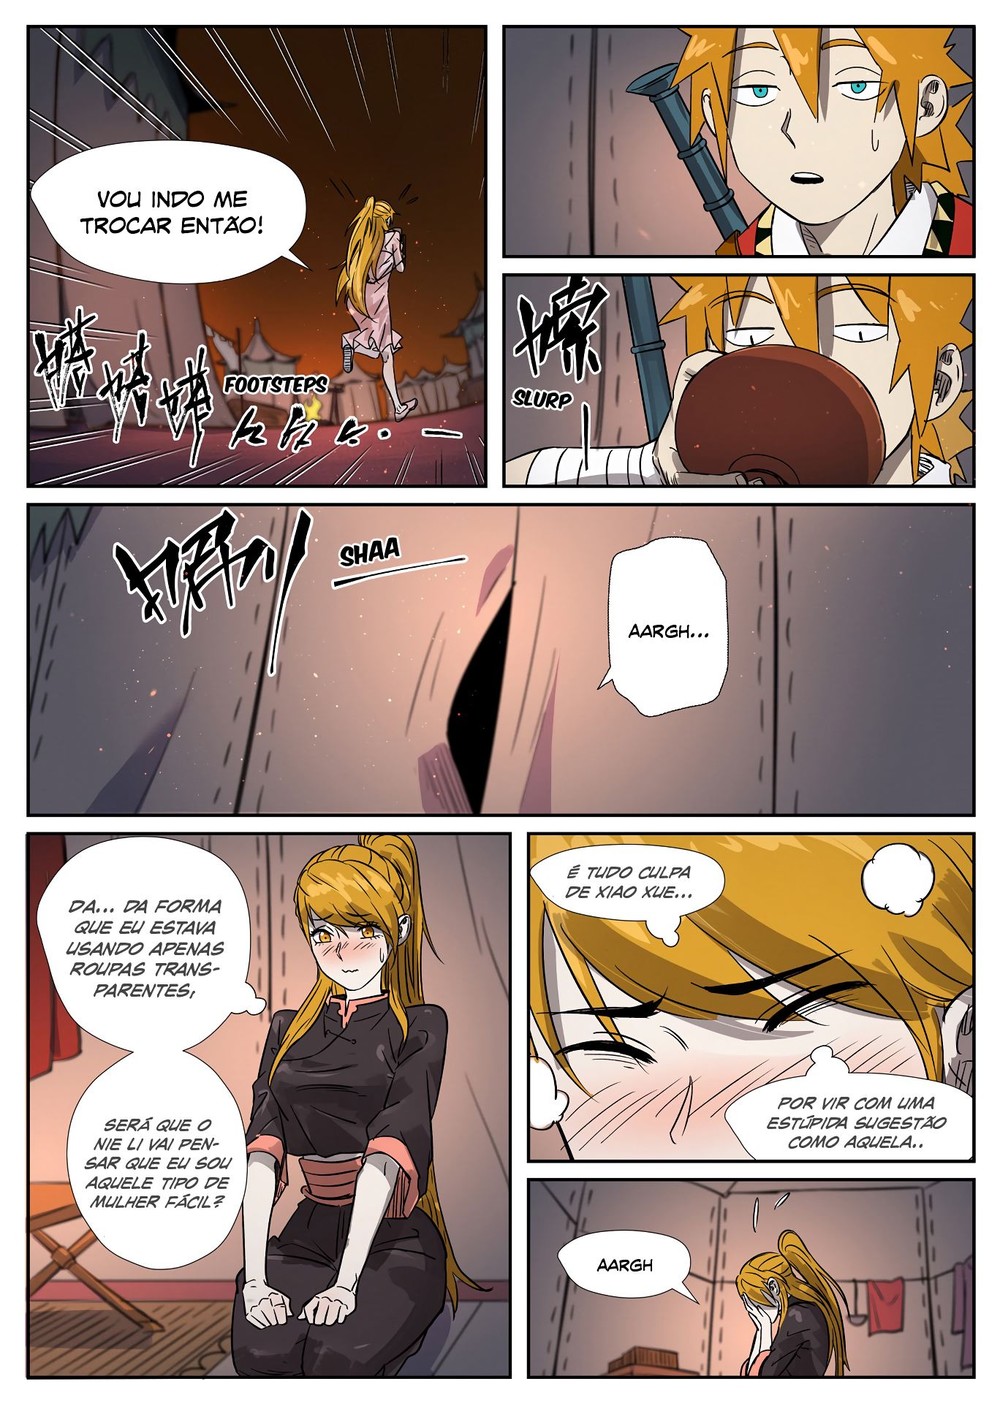 VOU INDO ME
TROCAR ENTÃO!
FOOTSTEPS
SLURP
SHAA
AARGH...
DA... DA FORMA
QUE EU ESTAVA
USANDO APENAS
ROUPAS TRANS-
PARENTES,
SERÁ QUE O
NIE LI VAI PEN-
SAR QUE EU SOU
AQUELE TIPO DE
MULHER FÁCIL?
É TUDO CULPA
DE XIAO XUE...
POR VIR COM UMA
ESTÚPIDA SUGESTÃO
COMO AQUELA..
AARGH